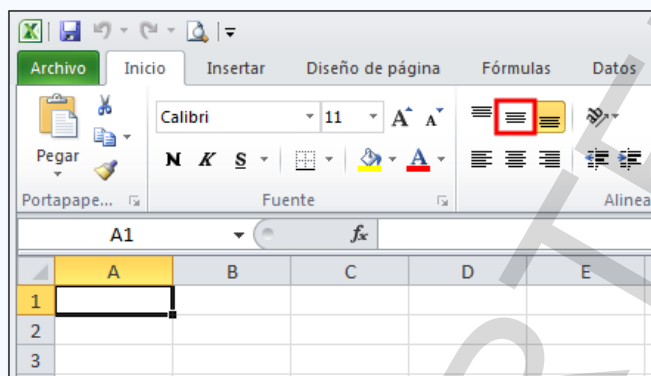 Archivo Inicio Insertar Diseño de página Fórmulas Datos
Calibri 11 A A
Pegar N K S A
Portapape... Fuente Alinea
A1 fx
A B C D E
1
2
3